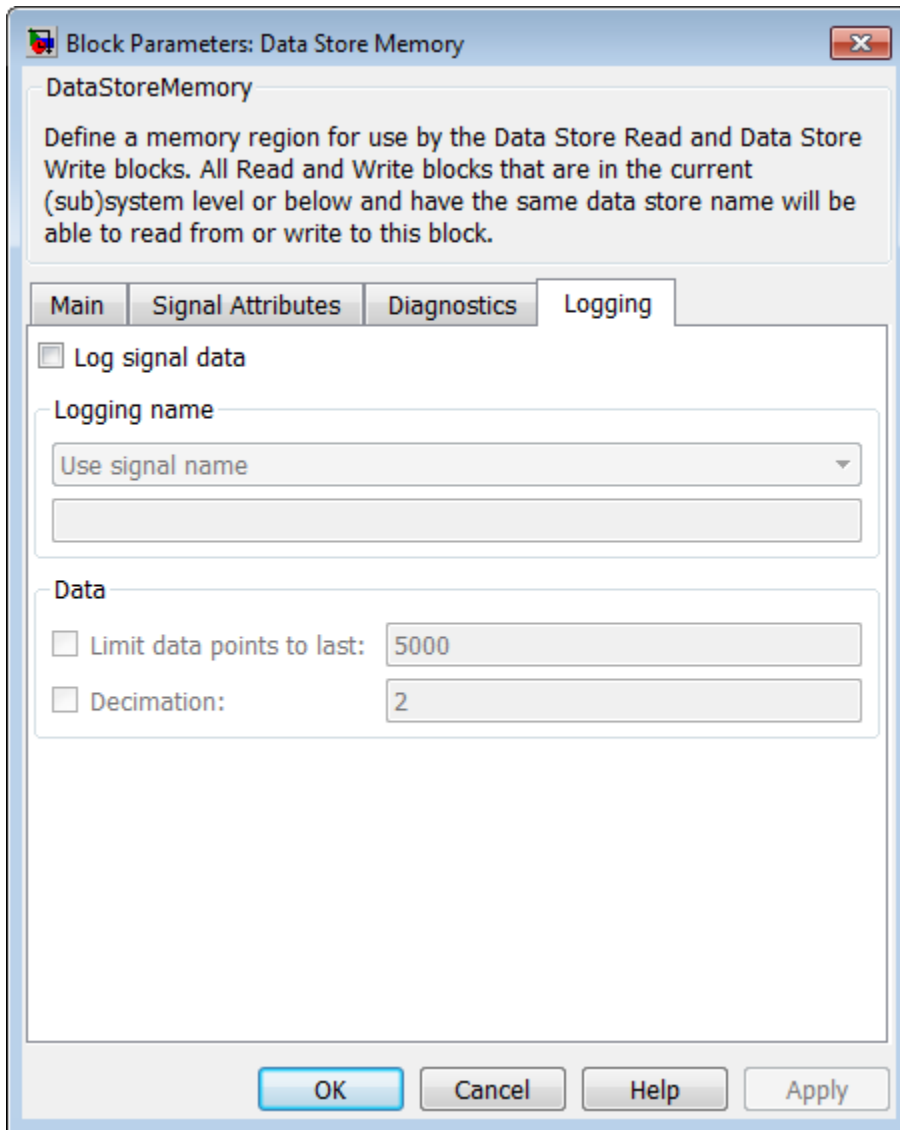 Block Parameters: Data Store Memory
DataStoreMemory
Define a memory region for use by the Data Store Read and Data Store
Write blocks. All Read and Write blocks that are in the current
(sub)system level or below and have the same data store name will be
able to read from or write to this block.
Main Signal Attributes Diagnostics Logging
Log signal data
Logging name
Use signal name
Data
Limit data points to last: 5000
Decimation: 2
OK Cancel Help Apply